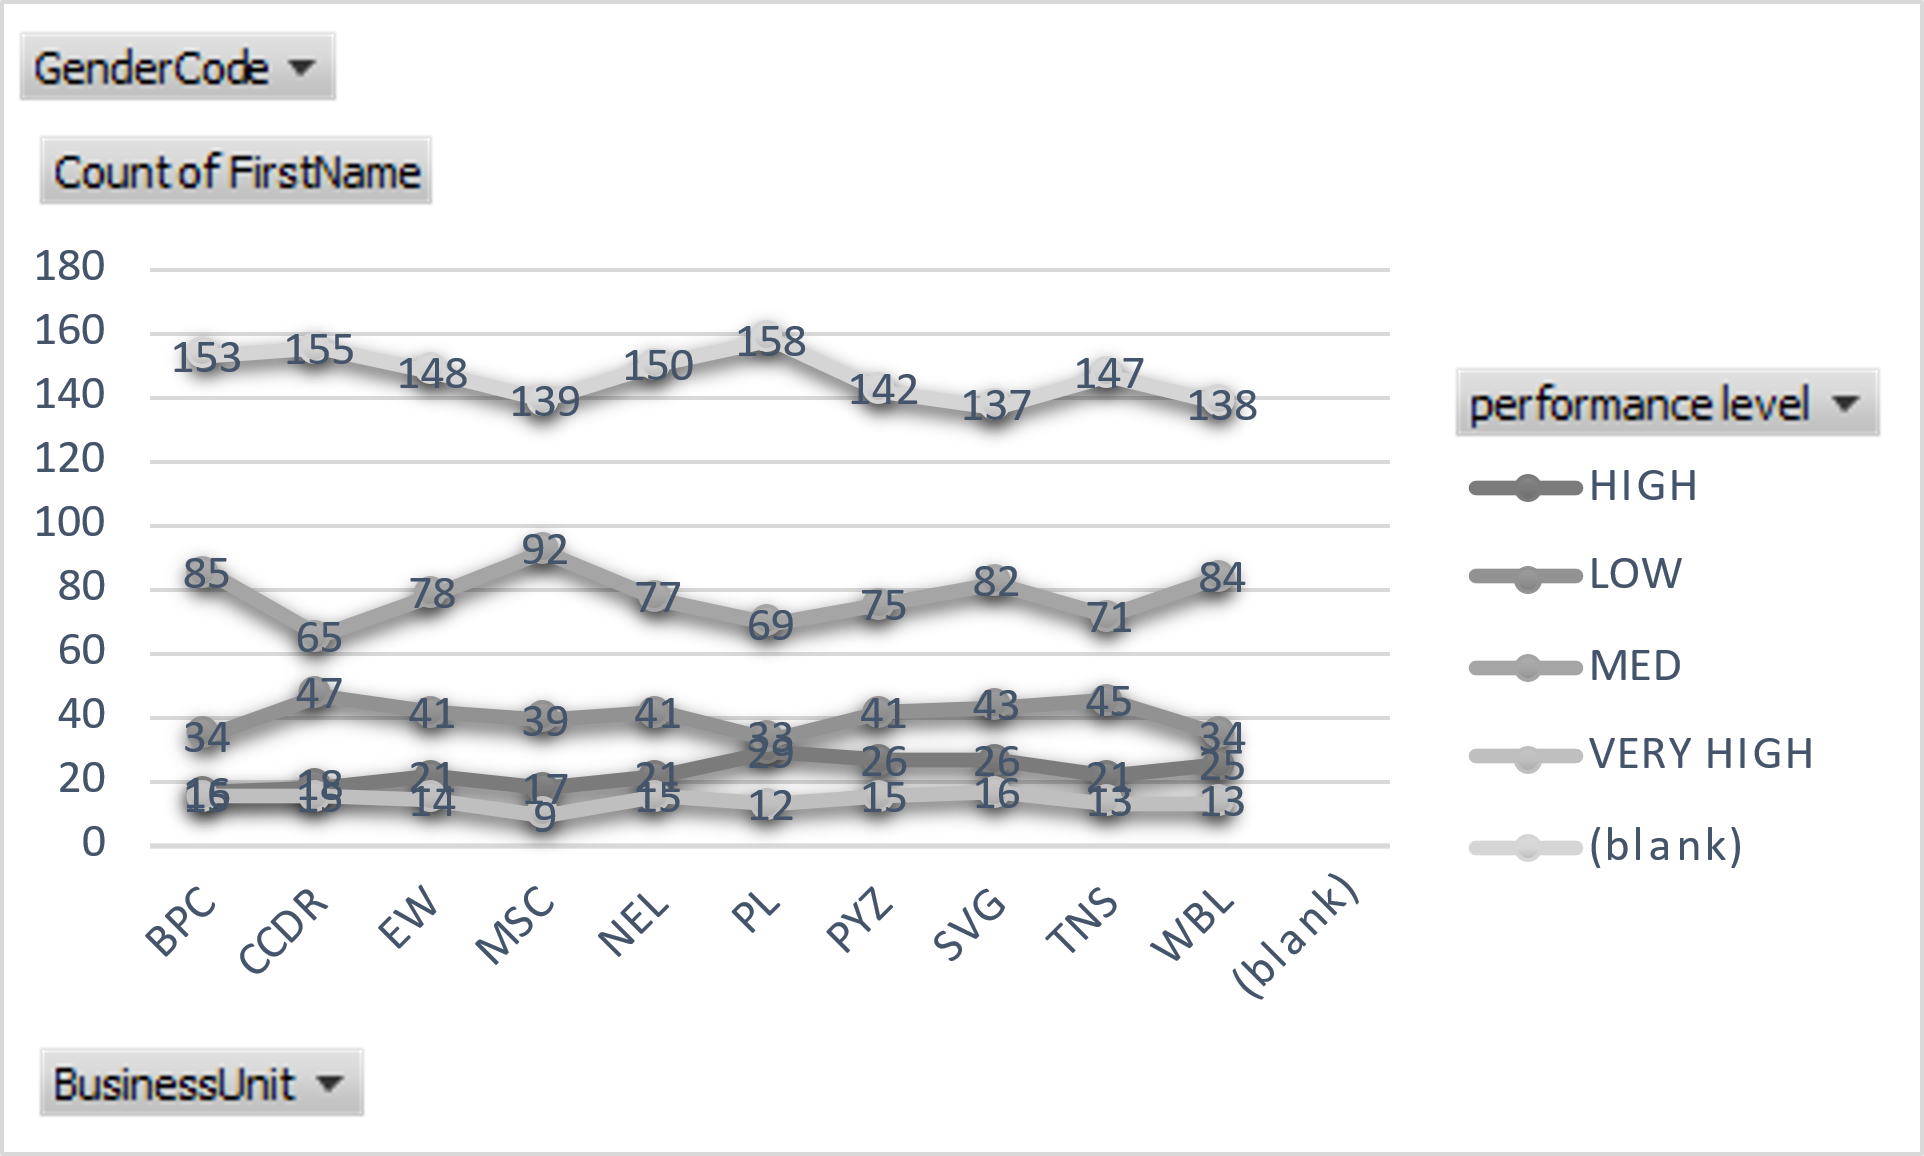 GenderCode
Count of FirstName
180
160
140
120
100
80
60
40
20
0
153 155 148 139 150 158 142 137 147 138
85 65 78 92 77 69 75 82 71 84
34 47 41 39 41 33 41 43 45 34
16 18 21 17 21 29 26 26 21 25
14 9 15 12 15 16 13 13
BPC CCDR EW MSC NEL PL PYZ SVG TNS WBL (blank)
performance level
HIGH
LOW
MED
VERY HIGH
(blank)
BusinessUnit